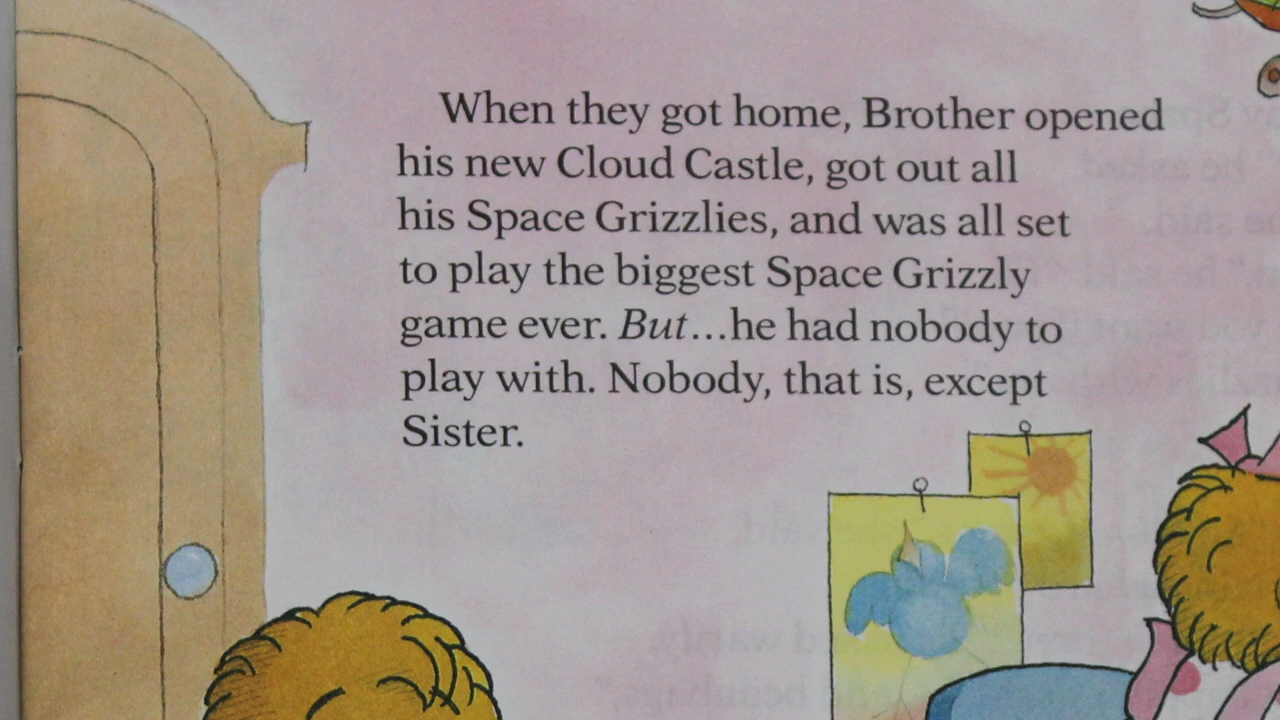 When they got home, Brother opened
his new Cloud Castle, got out all
his Space Grizzlies, and was all set
to play the biggest Space Grizzly
game ever. But...he had nobody to
play with. Nobody, that is, except
Sister.